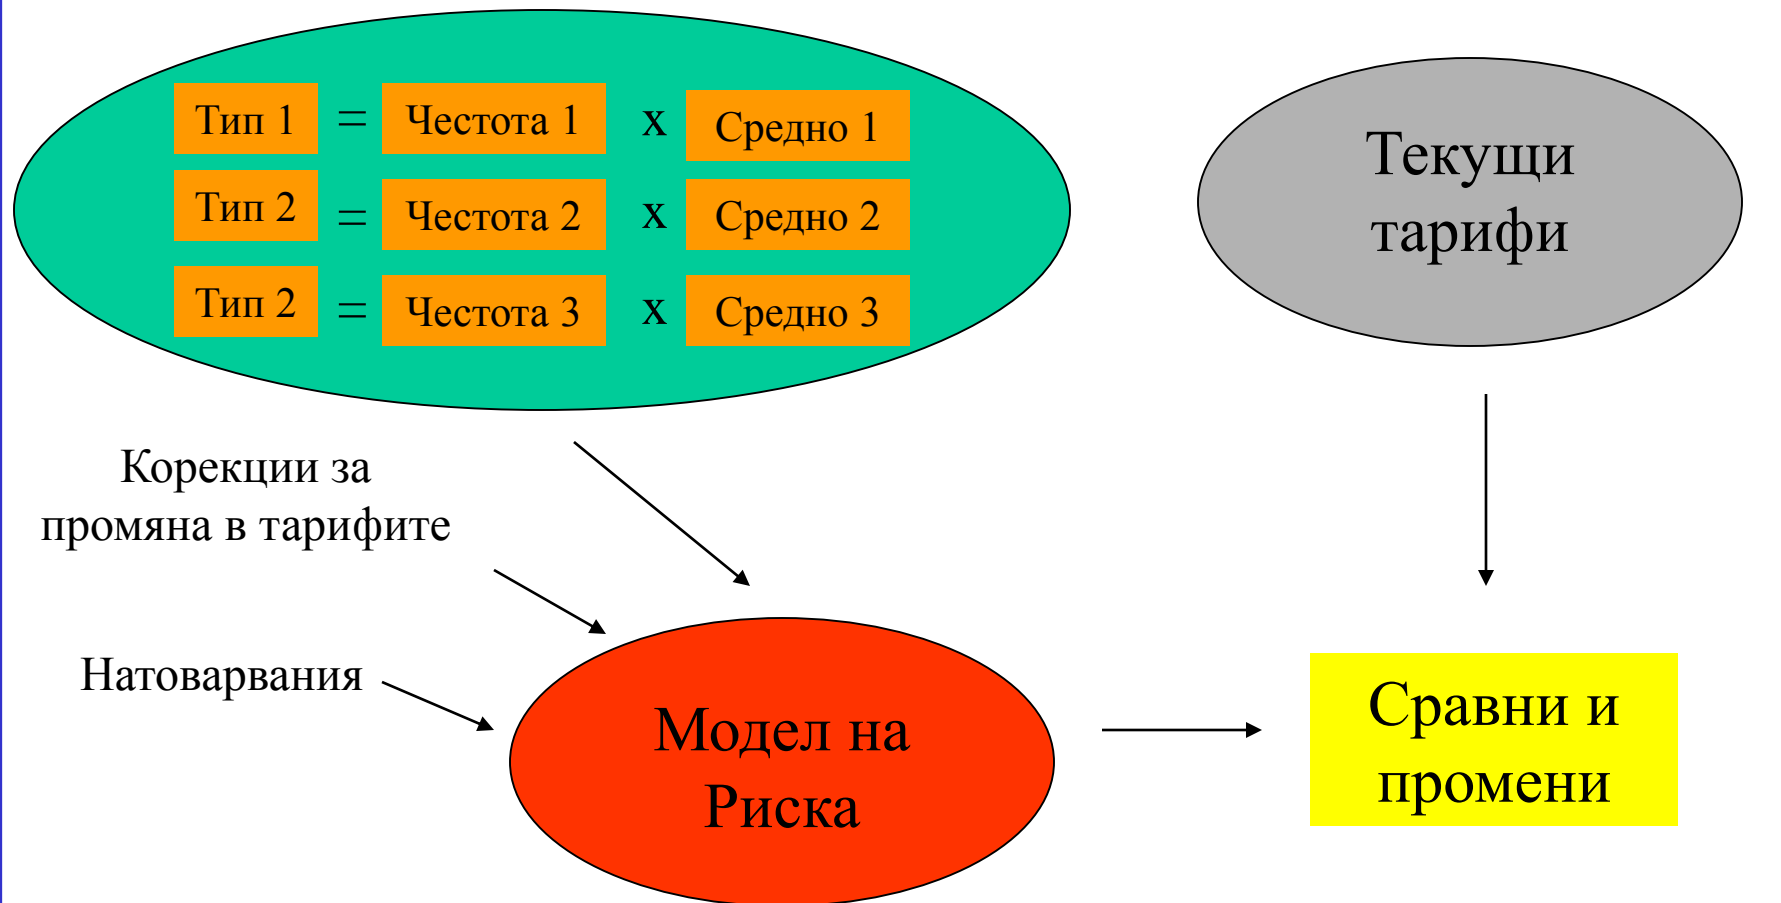 Тип 1 = Честота 1 x Средно 1
Тип 2 = Честота 2 x Средно 2
Тип 2 = Честота 3 x Средно 3
Текущи
тарифи
Корекции за
промяна в тарифите
Натоварвания
Модел на
Риска
Сравни и
промени